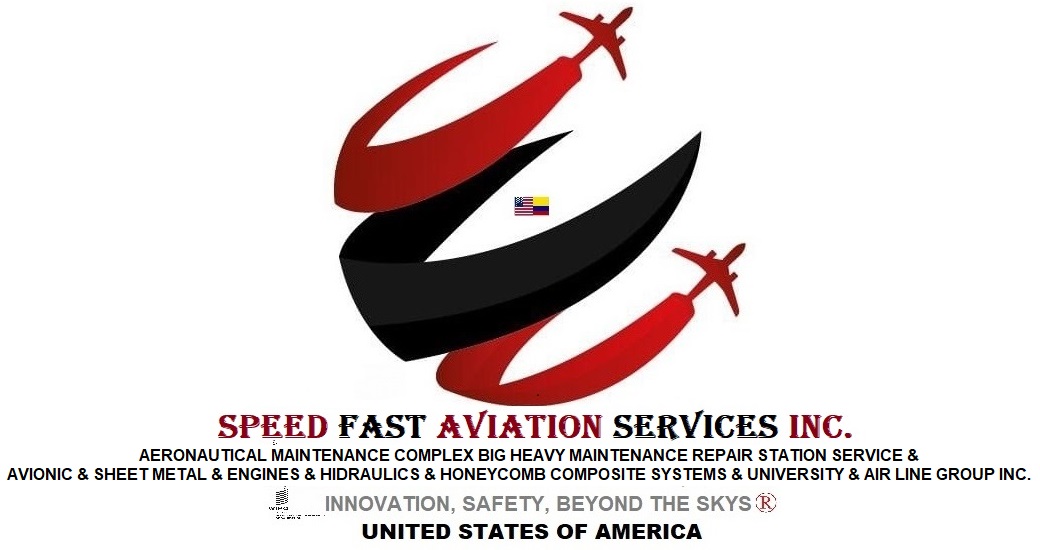 SPEED FAST AVIATION SERVICES INC.
AERONAUTICAL MAINTENANCE COMPLEX BIG HEAVY MAINTENANCE REPAIR STATION SERVICE &
AVIONIC & SHEET METAL & ENGINES & HIDRAULICS & HONEYCOMB COMPOSITE SYSTEMS & UNIVERSITY & AIR LINE GROUP INC.
WIPO INNOVATION, SAFETY, BEYOND THE SKYS®
UNITED STATES OF AMERICA